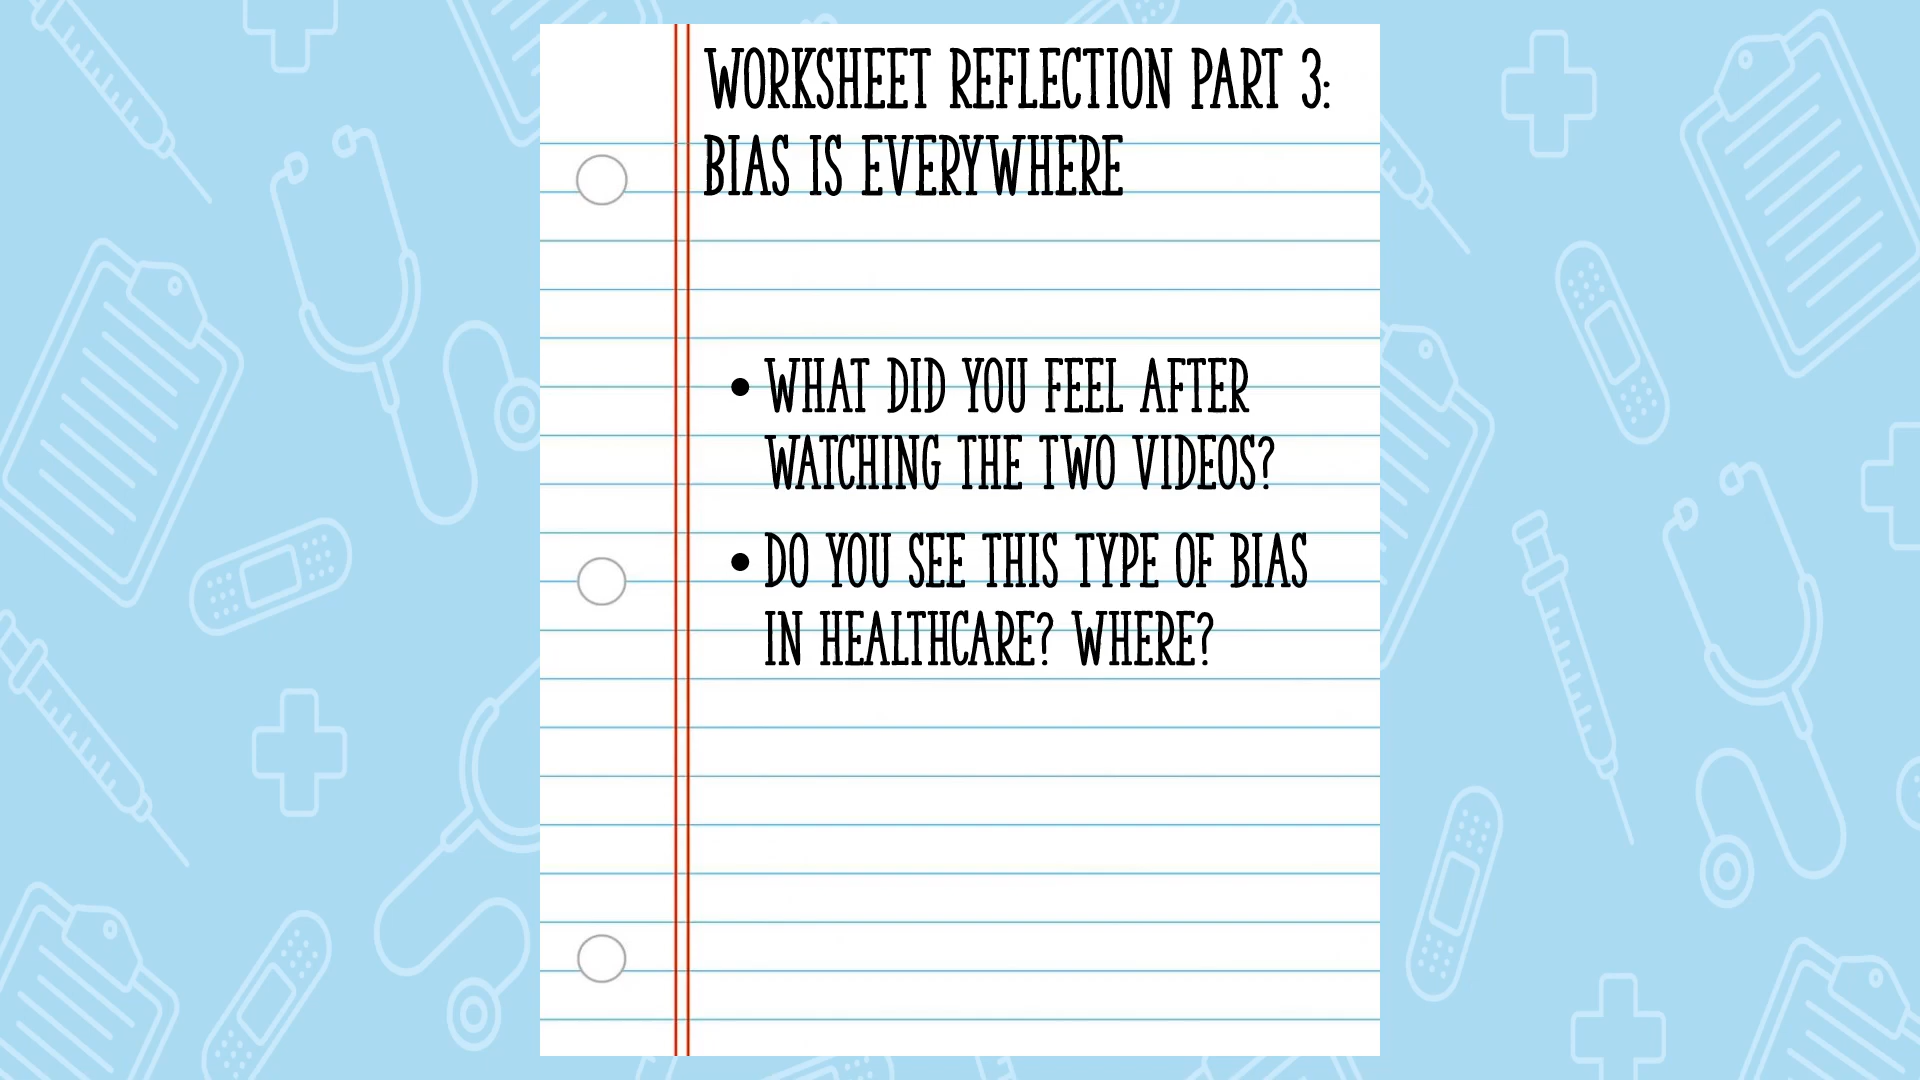 WORKSHEET REFLECTION PART 3:
BIAS IS EVERYWHERE
• WHAT DID YOU FEEL AFTER
WATCHING THE TWO VIDEOS?
• DO YOU SEE THIS TYPE OF BIAS
IN HEALTHCARE? WHERE?